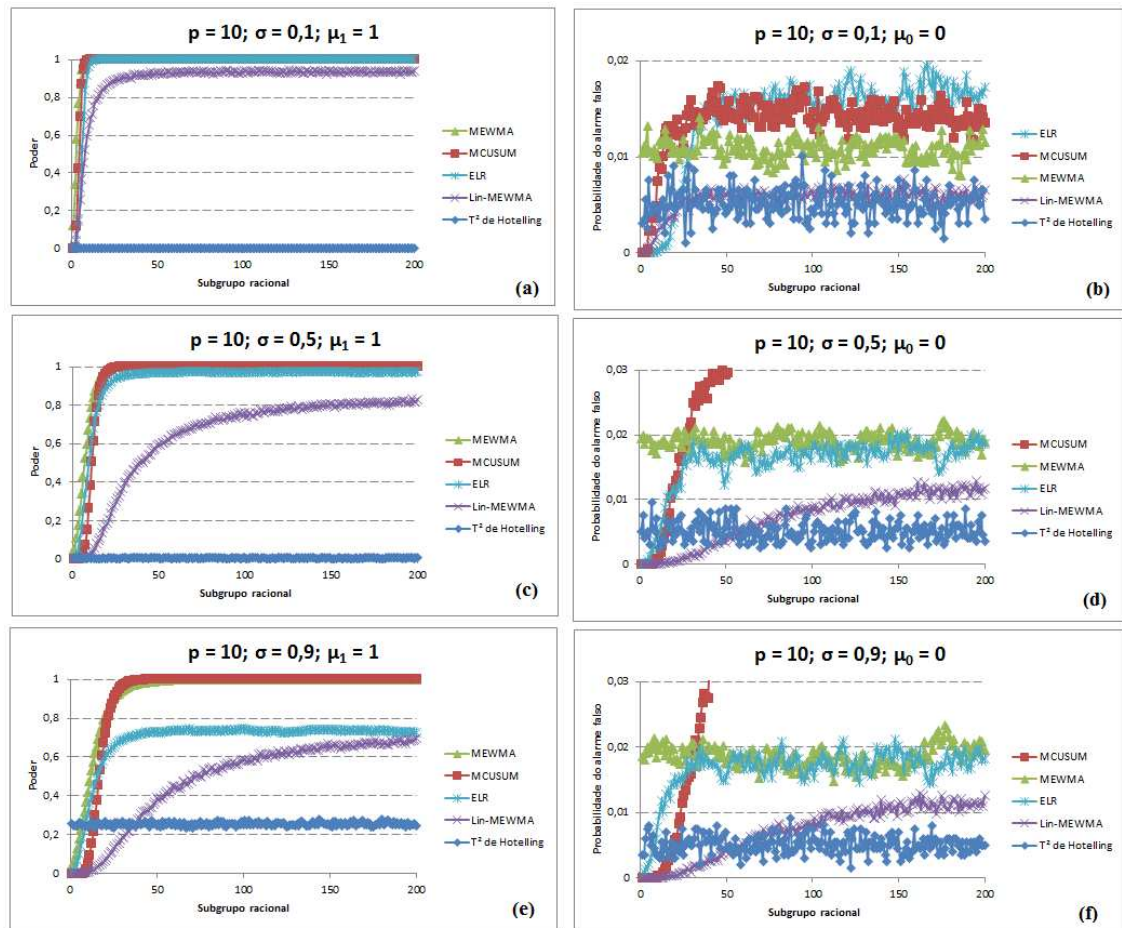 p = 10; σ = 0,1; μ₁ = 1
Poder
1
0,8
0,6
0,4
0,2
0
0 50 100 150 200
Subgrupo racional
MEWMA
MCUSUM
ELR
Lin-MEWMA
T² de Hotelling
(a)
p = 10; σ = 0,1; μ₀ = 0
Probabilidade do alarme falso
0,02
0,01
0
0 50 100 150 200
Subgrupo racional
ELR
MCUSUM
MEWMA
Lin-MEWMA
T² de Hotelling
(b)
p = 10; σ = 0,5; μ₁ = 1
Poder
1
0,8
0,6
0,4
0,2
0
0 50 100 150 200
Subgrupo racional
MEWMA
MCUSUM
ELR
Lin-MEWMA
T² de Hotelling
(c)
p = 10; σ = 0,5; μ₀ = 0
Probabilidade do alarme falso
0,03
0,02
0,01
0
0 50 100 150 200
Subgrupo racional
MCUSUM
MEWMA
ELR
Lin-MEWMA
T² de Hotelling
(d)
p = 10; σ = 0,9; μ₁ = 1
Poder
1
0,8
0,6
0,4
0,2
0
0 50 100 150 200
Subgrupo racional
MEWMA
MCUSUM
ELR
Lin-MEWMA
T² de Hotelling
(e)
p = 10; σ = 0,9; μ₀ = 0
Probabilidade do alarme falso
0,03
0,02
0,01
0
0 50 100 150 200
Subgrupo racional
MCUSUM
MEWMA
ELR
Lin-MEWMA
T² de Hotelling
(f)